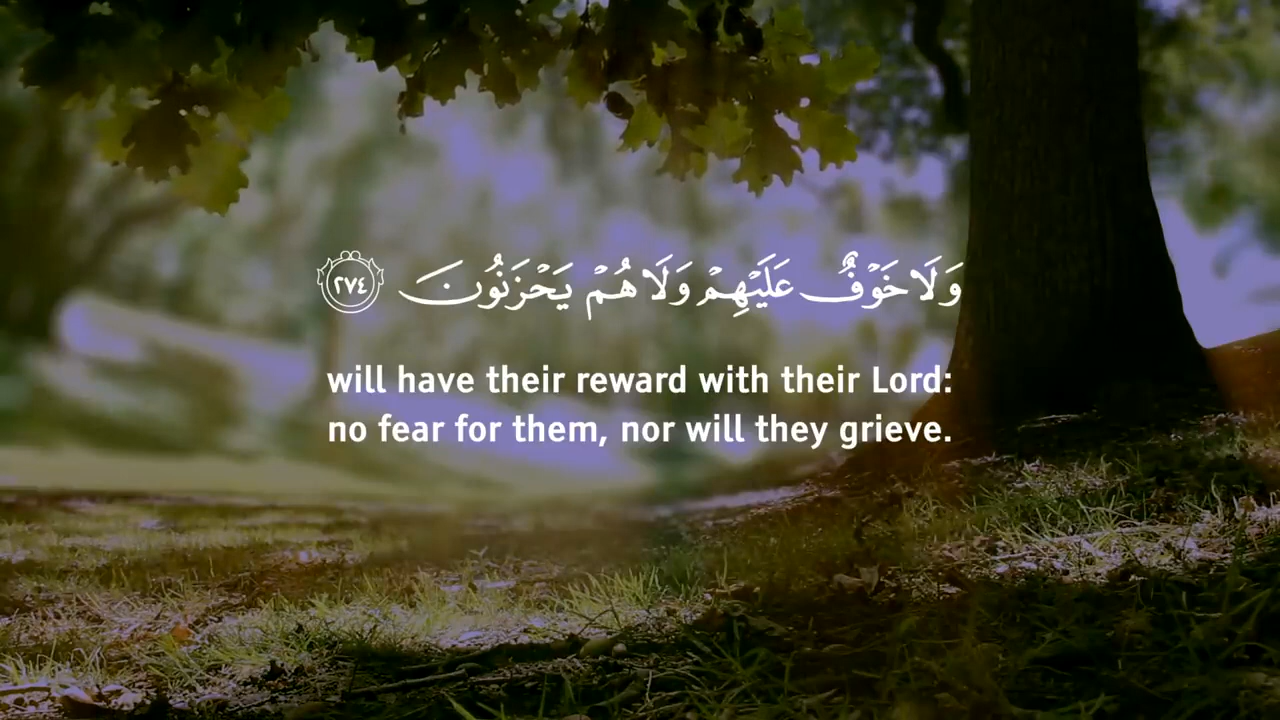 وَلَا خَوْفٌ عَلَيْهِمْ وَلَا هُمْ يَحْزَنُونَ ٢٧٤
will have their reward with their Lord:
no fear for them, nor will they grieve.